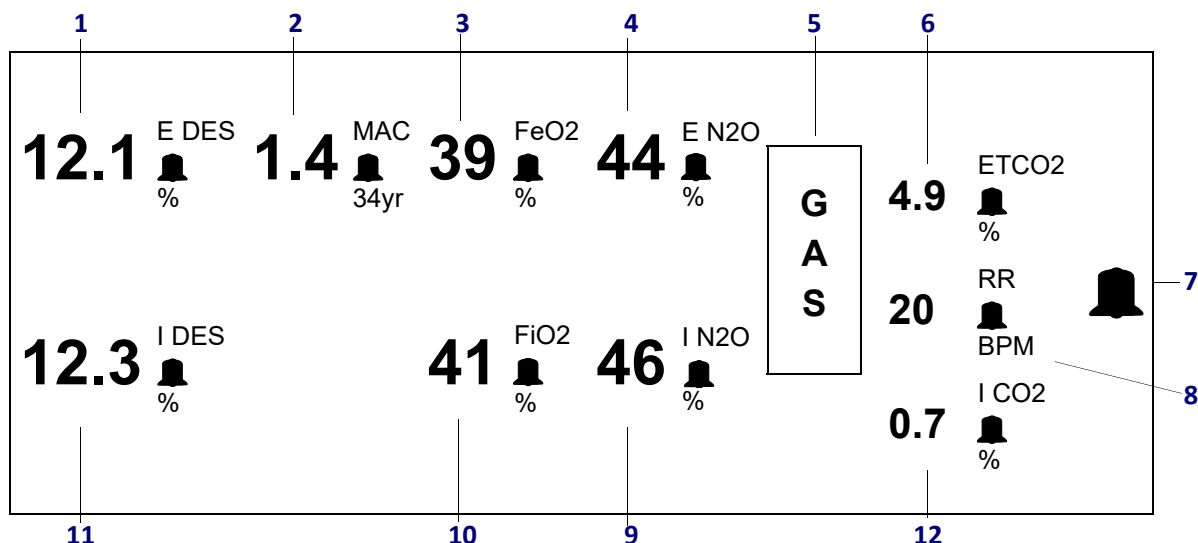 1 2 3 4 5 6
12.1 E DES % 1.4 MAC 34yr 39 FeO2 % 44 E N2O %
G
A
S
4.9 ETCO2 %
7
20 RR BPM
8
12.3 I DES % 41 FiO2 % 46 I N2O %
0.7 I CO2 %
11 10 9 12